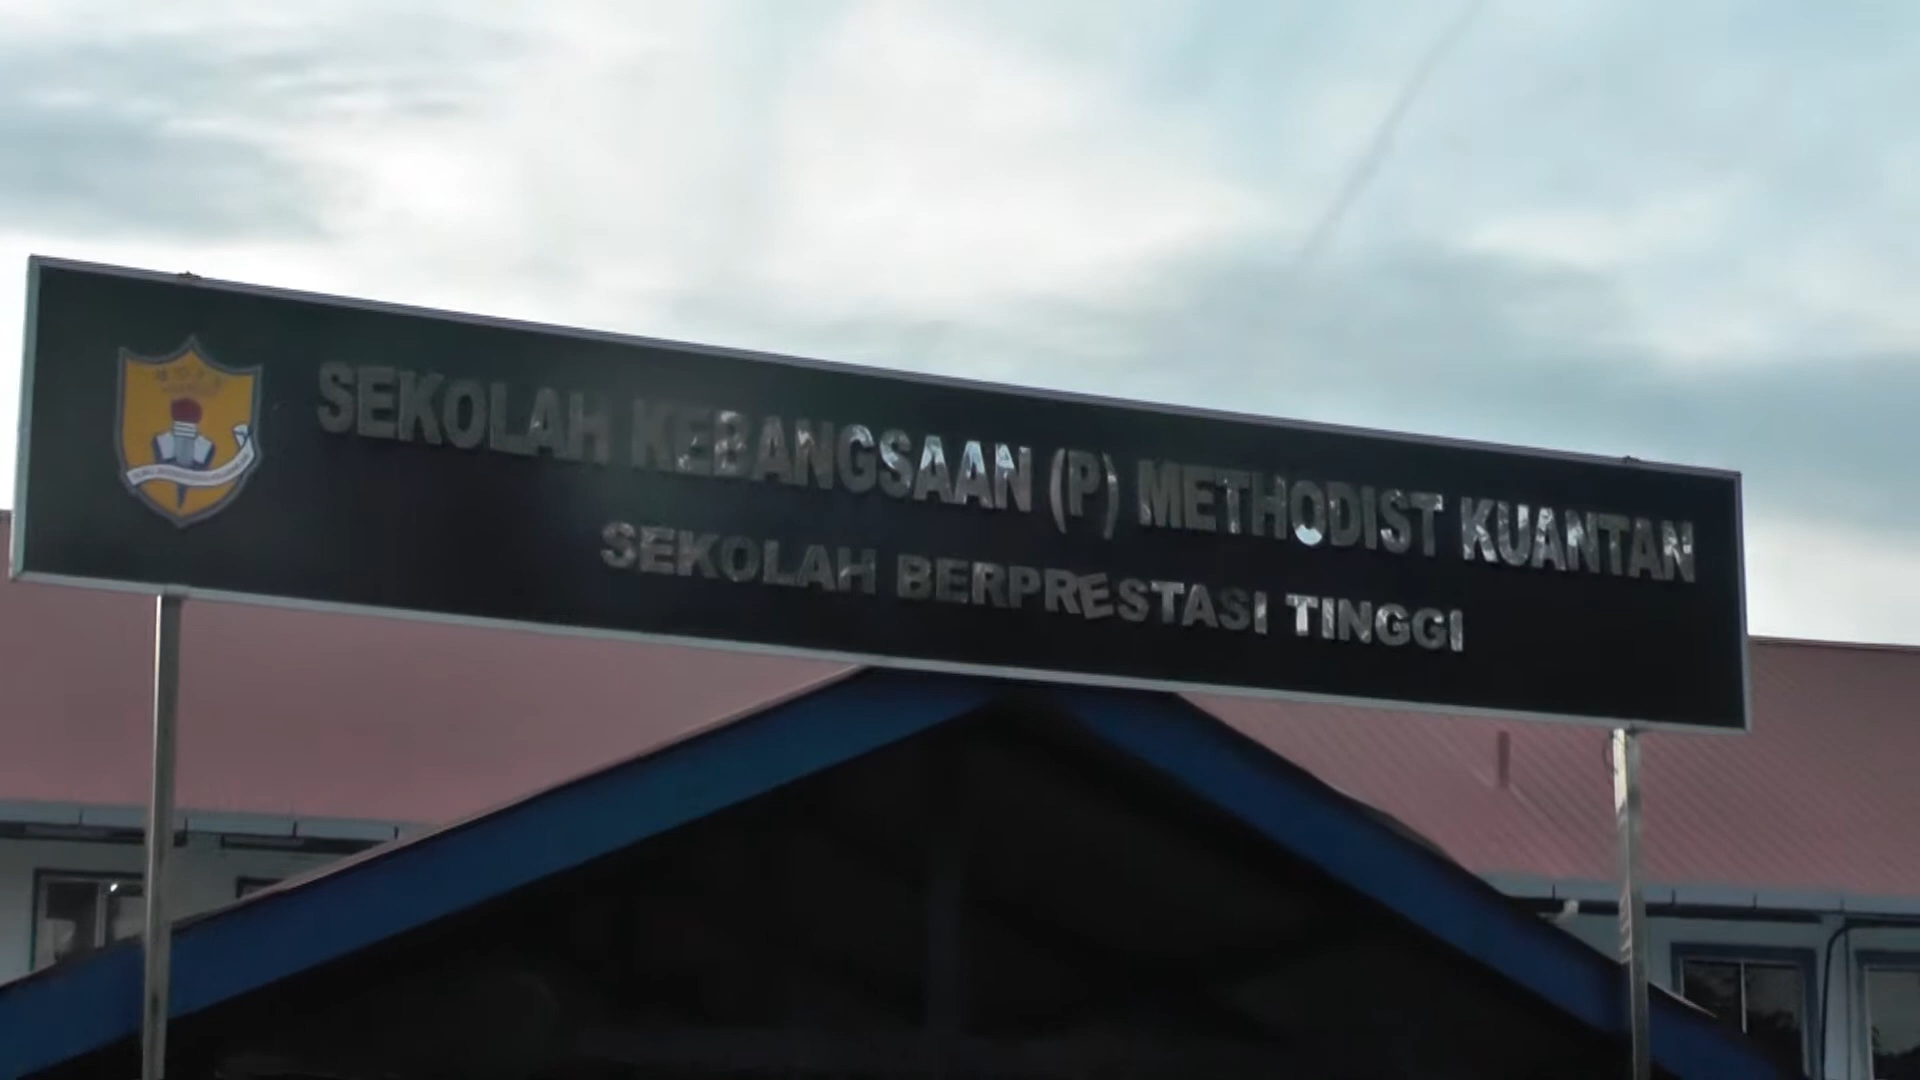 SEKOLAH KEBANGSAAN (P) METHODIST KUANTAN
SEKOLAH BERPRESTASI TINGGI